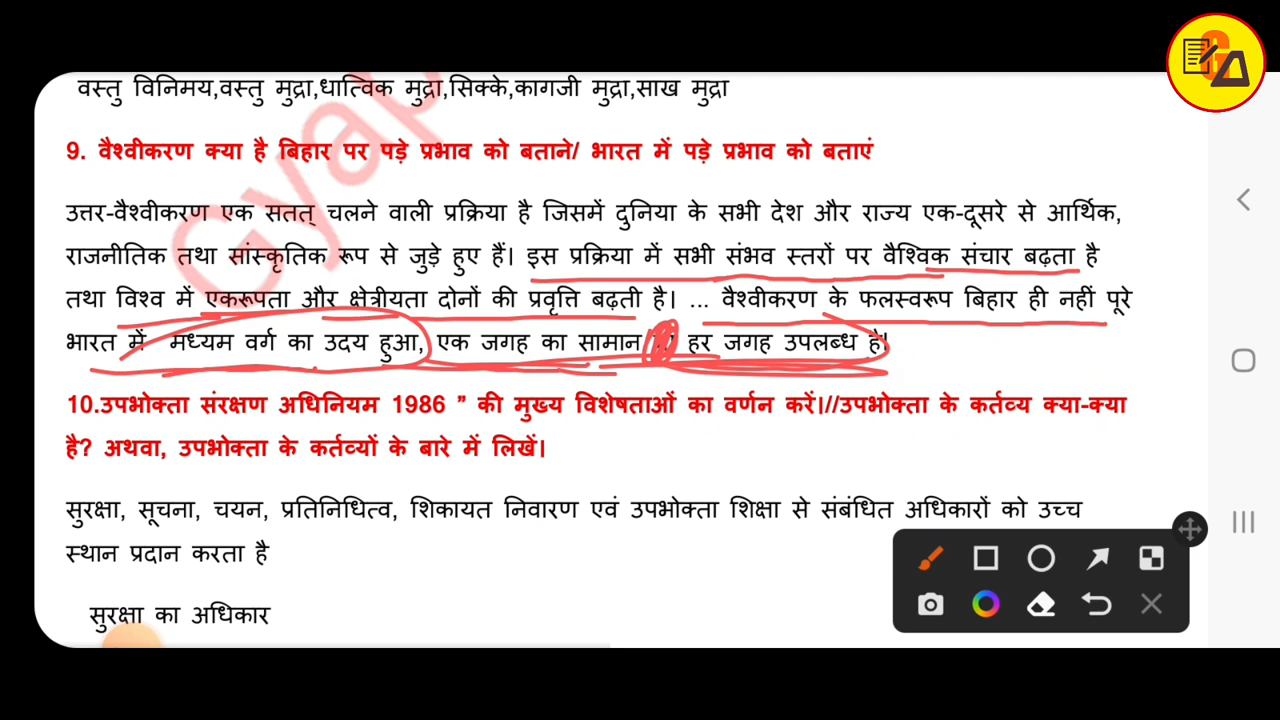 वस्तु विनिमय,वस्तु मुद्रा,धात्विक मुद्रा,सिक्के,कागजी मुद्रा,साख मुद्रा
9. वैश्वीकरण क्या है बिहार पर पड़े प्रभाव को बताने/ भारत में पड़े प्रभाव को बताएं
उत्तर-वैश्वीकरण एक सतत् चलने वाली प्रक्रिया है जिसमें दुनिया के सभी देश और राज्य एक-दूसरे से आर्थिक,
राजनीतिक तथा सांस्कृतिक रूप से जुड़े हुए हैं। इस प्रक्रिया में सभी संभव स्तरों पर वैश्विक संचार बढ़ता है
तथा विश्व में एकरूपता और क्षेत्रीयता दोनों की प्रवृत्ति बढ़ती है। ... वैश्वीकरण के फलस्वरूप बिहार ही नहीं पूरे
भारत में मध्यम वर्ग का उदय हुआ, एक जगह का सामान हर जगह उपलब्ध है।
10.उपभोक्ता संरक्षण अधिनियम 1986 ” की मुख्य विशेषताओं का वर्णन करें।//उपभोक्ता के कर्तव्य क्या-क्या
है? अथवा, उपभोक्ता के कर्तव्यों के बारे में लिखें।
सुरक्षा, सूचना, चयन, प्रतिनिधित्व, शिकायत निवारण एवं उपभोक्ता शिक्षा से संबंधित अधिकारों को उच्च
स्थान प्रदान करता है
सुरक्षा का अधिकार